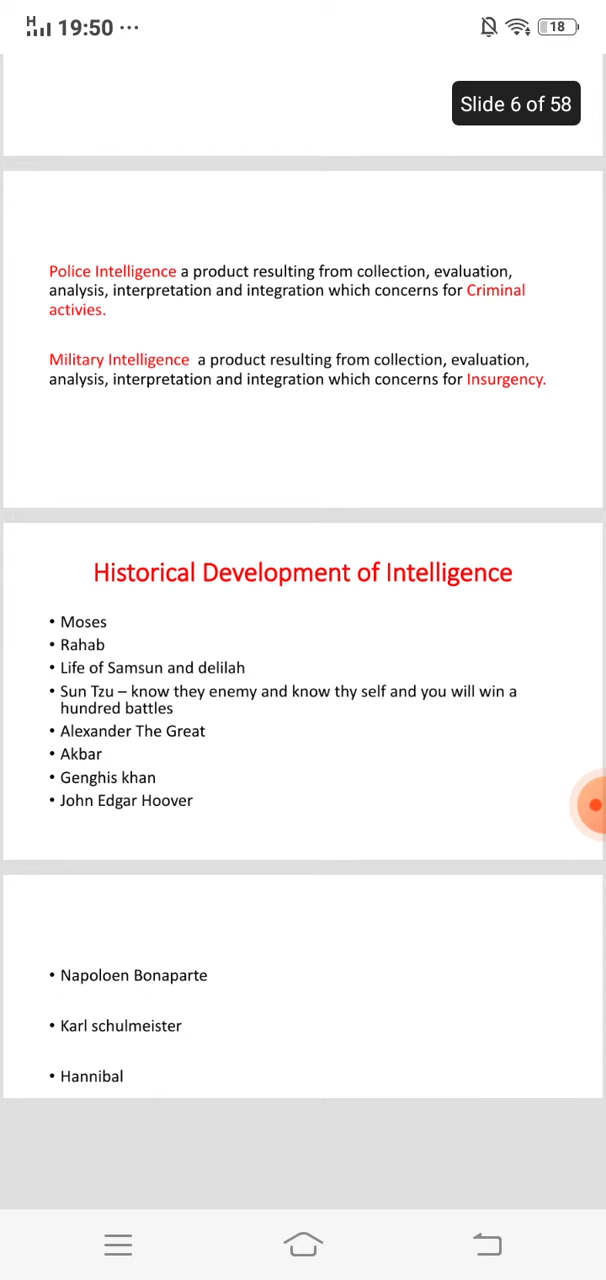 H 19:50 ··· 18
Slide 6 of 58
Police Intelligence a product resulting from collection, evaluation,
analysis, interpretation and integration which concerns for Criminal
activies.
Military Intelligence a product resulting from collection, evaluation,
analysis, interpretation and integration which concerns for Insurgency.
Historical Development of Intelligence
• Moses
• Rahab
• Life of Samsun and delilah
• Sun Tzu – know they enemy and know thy self and you will win a
hundred battles
• Alexander The Great
• Akbar
• Genghis khan
• John Edgar Hoover
• Napoloen Bonaparte
• Karl schulmeister
• Hannibal